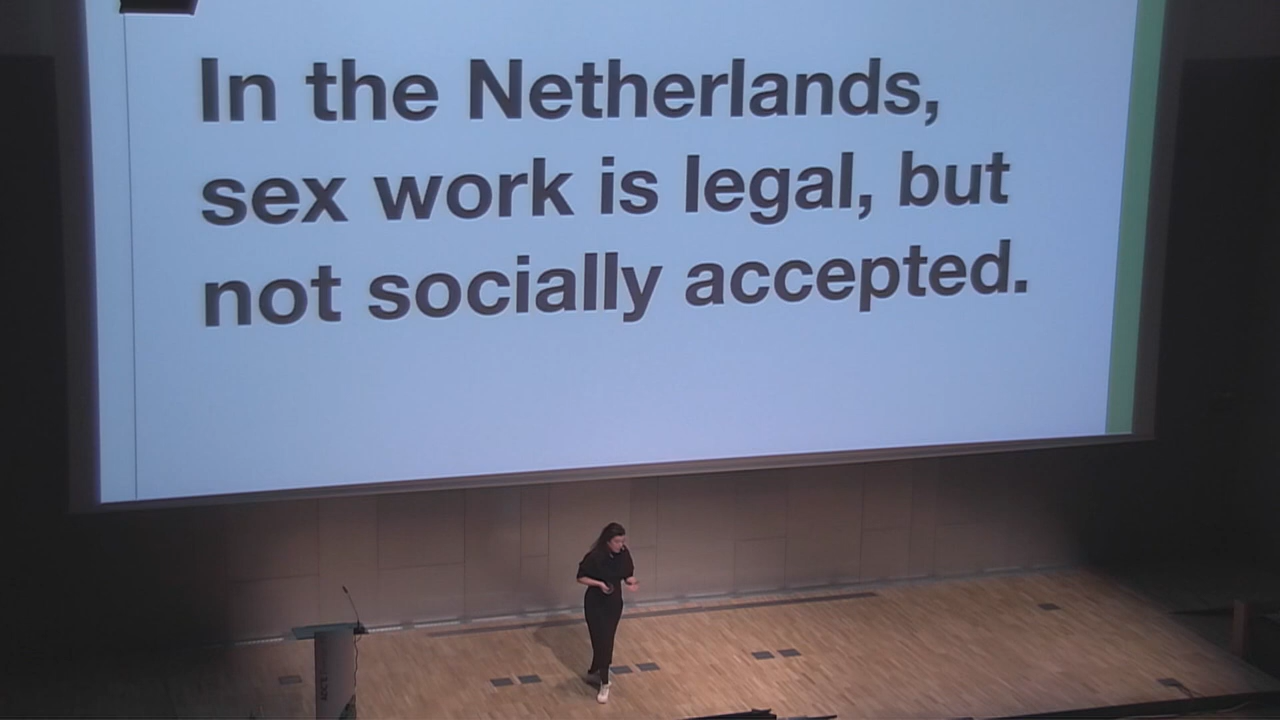 In the Netherlands,
sex work is legal, but
not socially accepted.